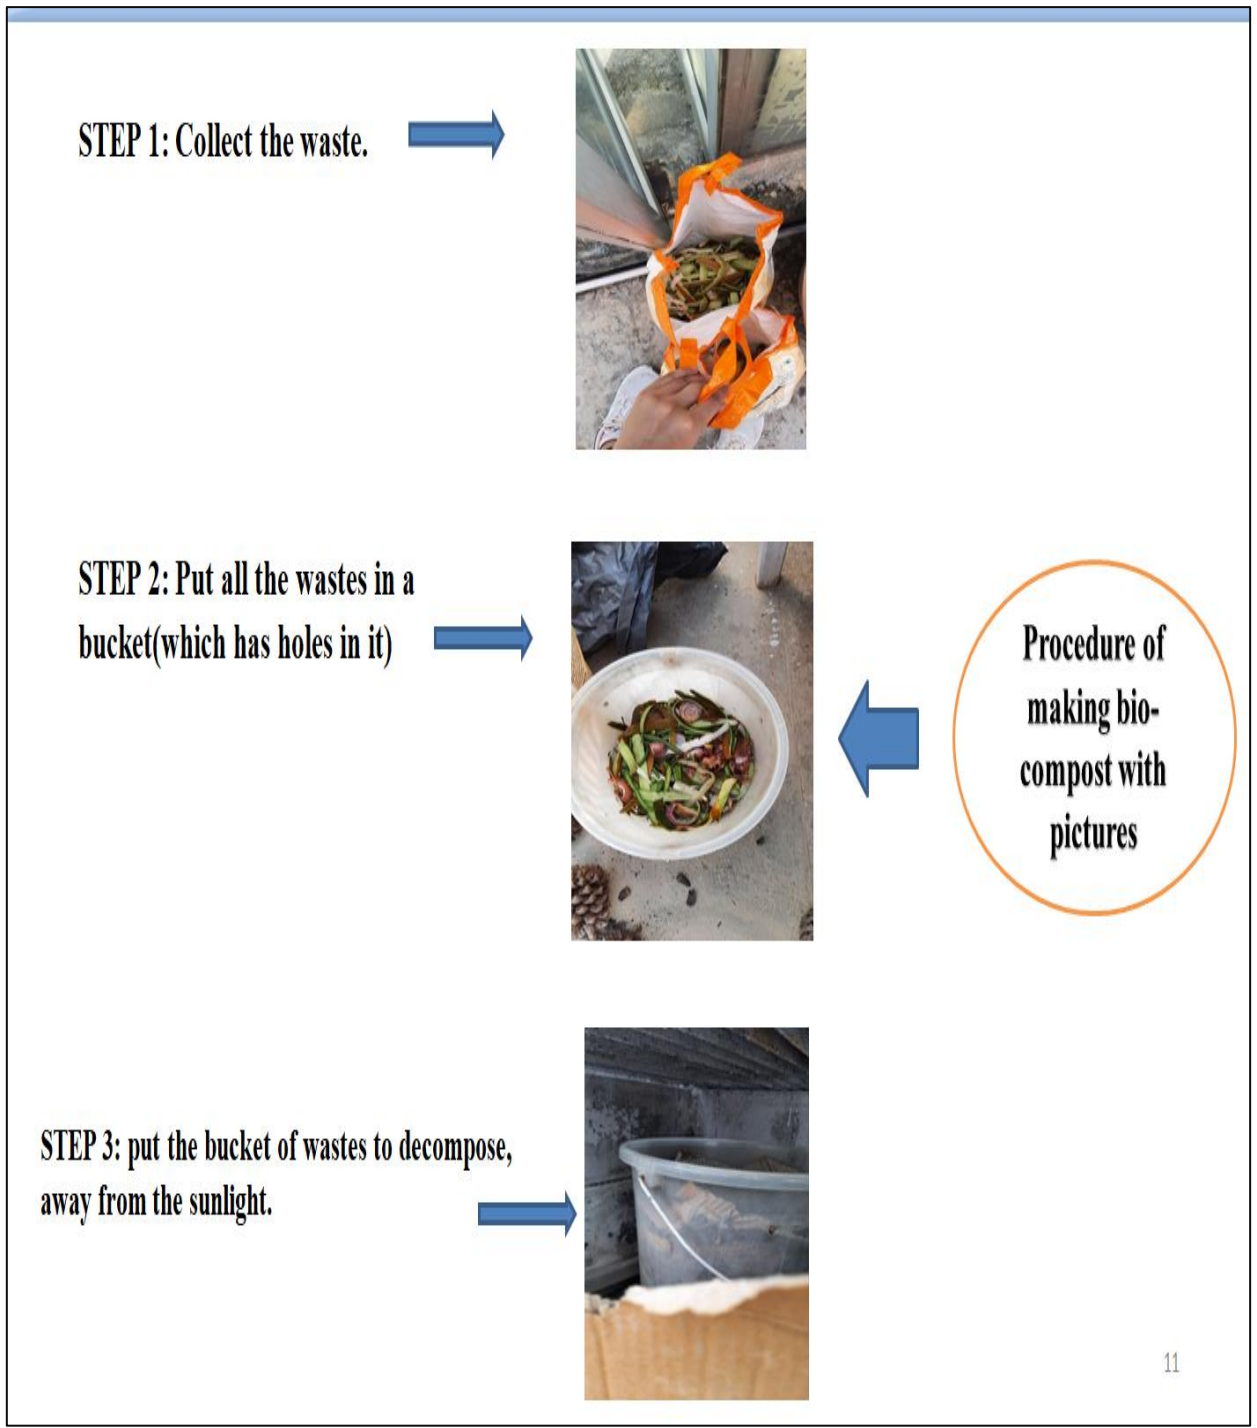 STEP 1: Collect the waste.
STEP 2: Put all the wastes in a
bucket(which has holes in it)
Procedure of
making bio-
compost with
pictures
STEP 3: put the bucket of wastes to decompose,
away from the sunlight.
11